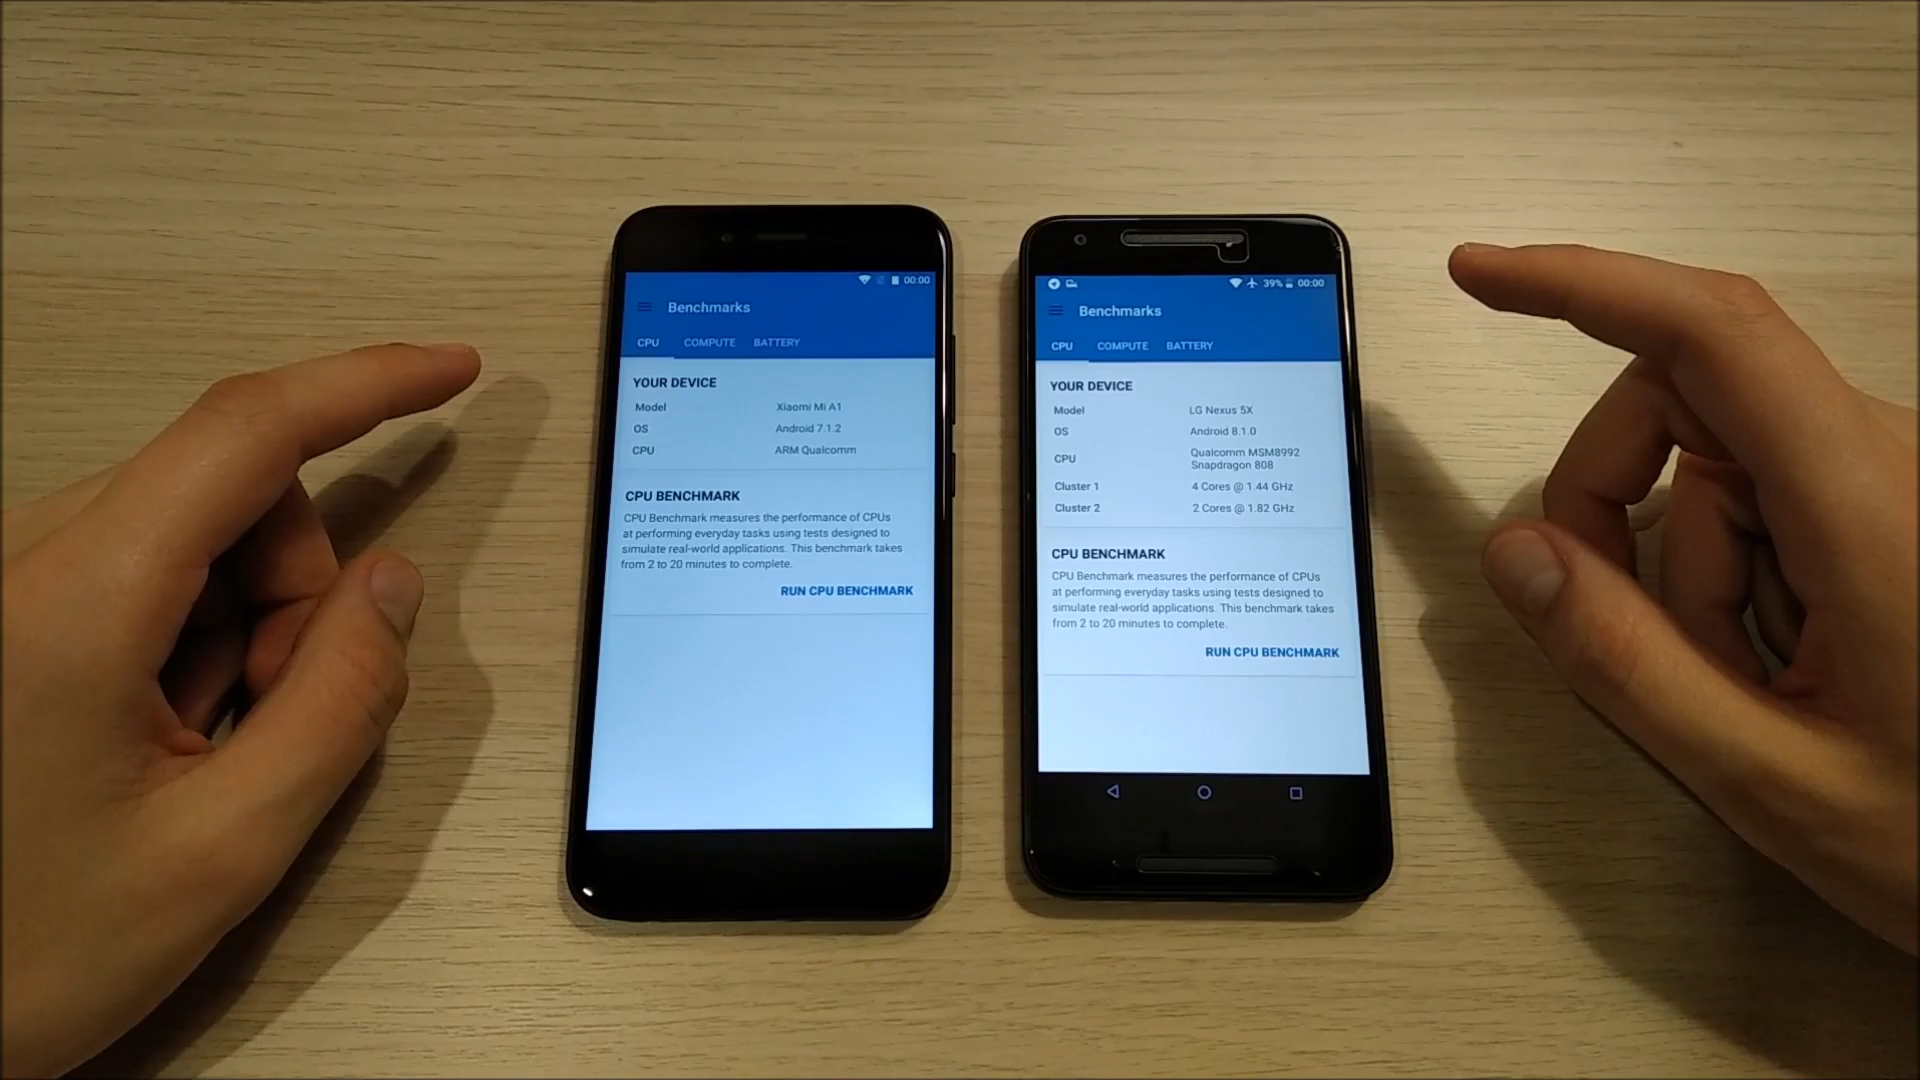 00:00
Benchmarks
CPU COMPUTE BATTERY
YOUR DEVICE
Model Xiaomi Mi A1
OS Android 7.1.2
CPU ARM Qualcomm
CPU BENCHMARK
CPU Benchmark measures the performance of CPUs
at performing everyday tasks using tests designed to
simulate real-world applications. This benchmark takes
from 2 to 20 minutes to complete.
RUN CPU BENCHMARK
39% 00:00
Benchmarks
CPU COMPUTE BATTERY
YOUR DEVICE
Model LG Nexus 5X
OS Android 8.1.0
CPU Qualcomm MSM8992
Snapdragon 808
Cluster 1 4 Cores @ 1.44 GHz
Cluster 2 2 Cores @ 1.82 GHz
CPU BENCHMARK
CPU Benchmark measures the performance of CPUs
at performing everyday tasks using tests designed to
simulate real-world applications. This benchmark takes
from 2 to 20 minutes to complete.
RUN CPU BENCHMARK